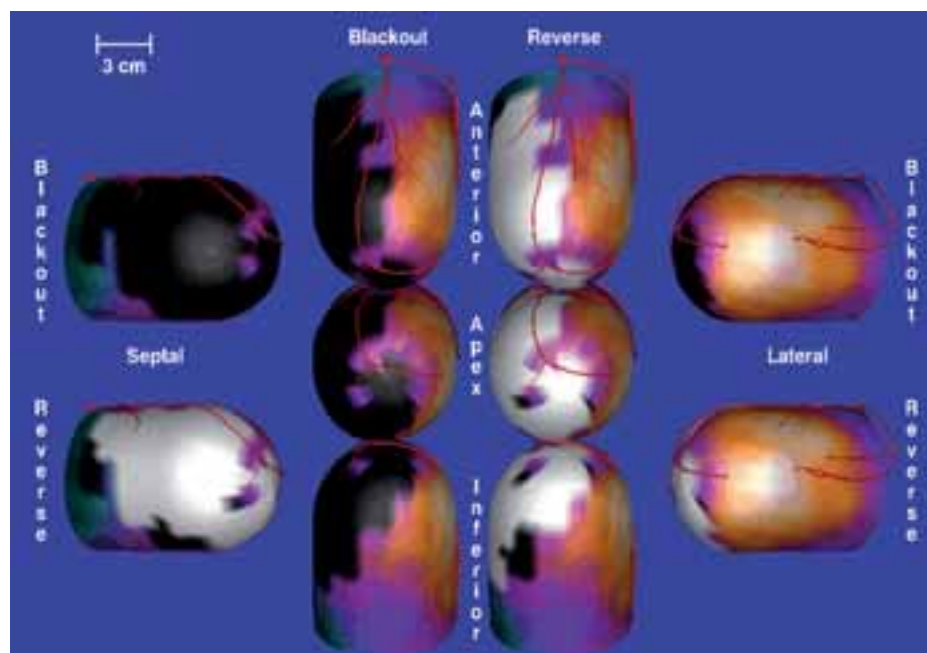 Blackout
Reverse
3 cm
Anterior
Blackout
Blackout
Septal
Apex
Lateral
Reverse
Reverse
Inferior